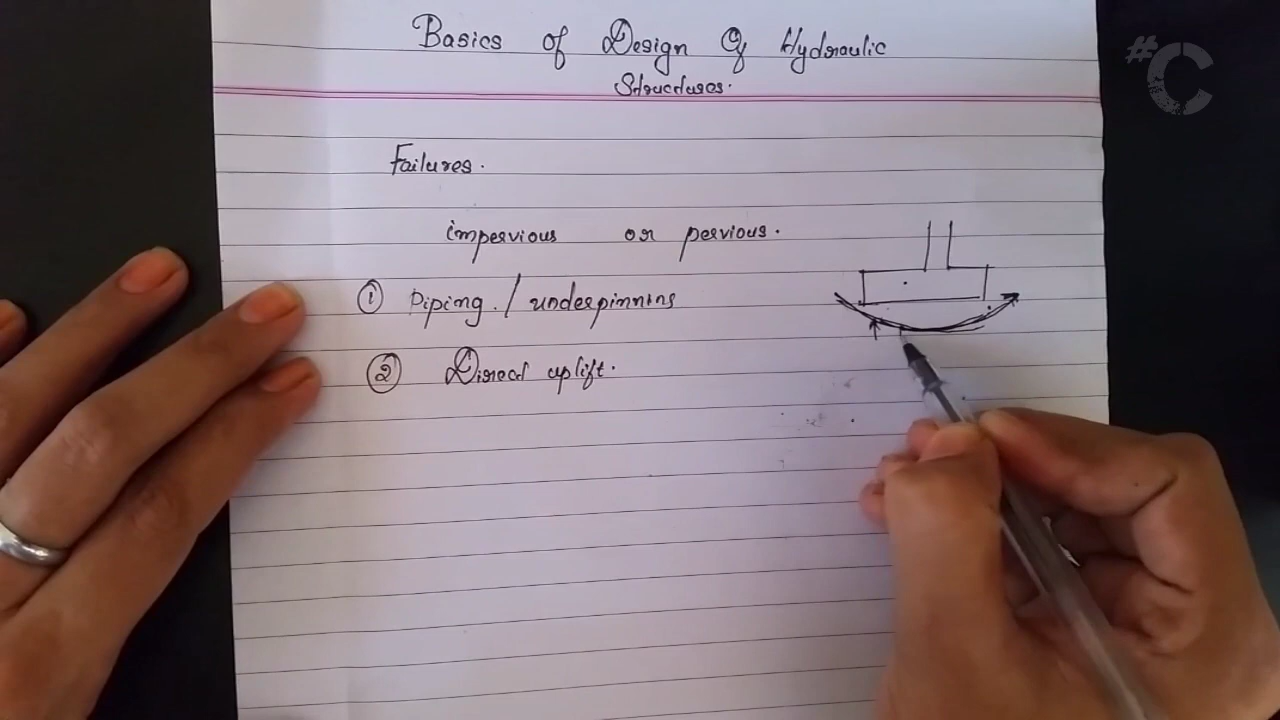 Basics of Design Of Hydraulic
Structures.
#C
Failures.
impervious or pervious.
① Piping. / underpinning
② Direct uplift.